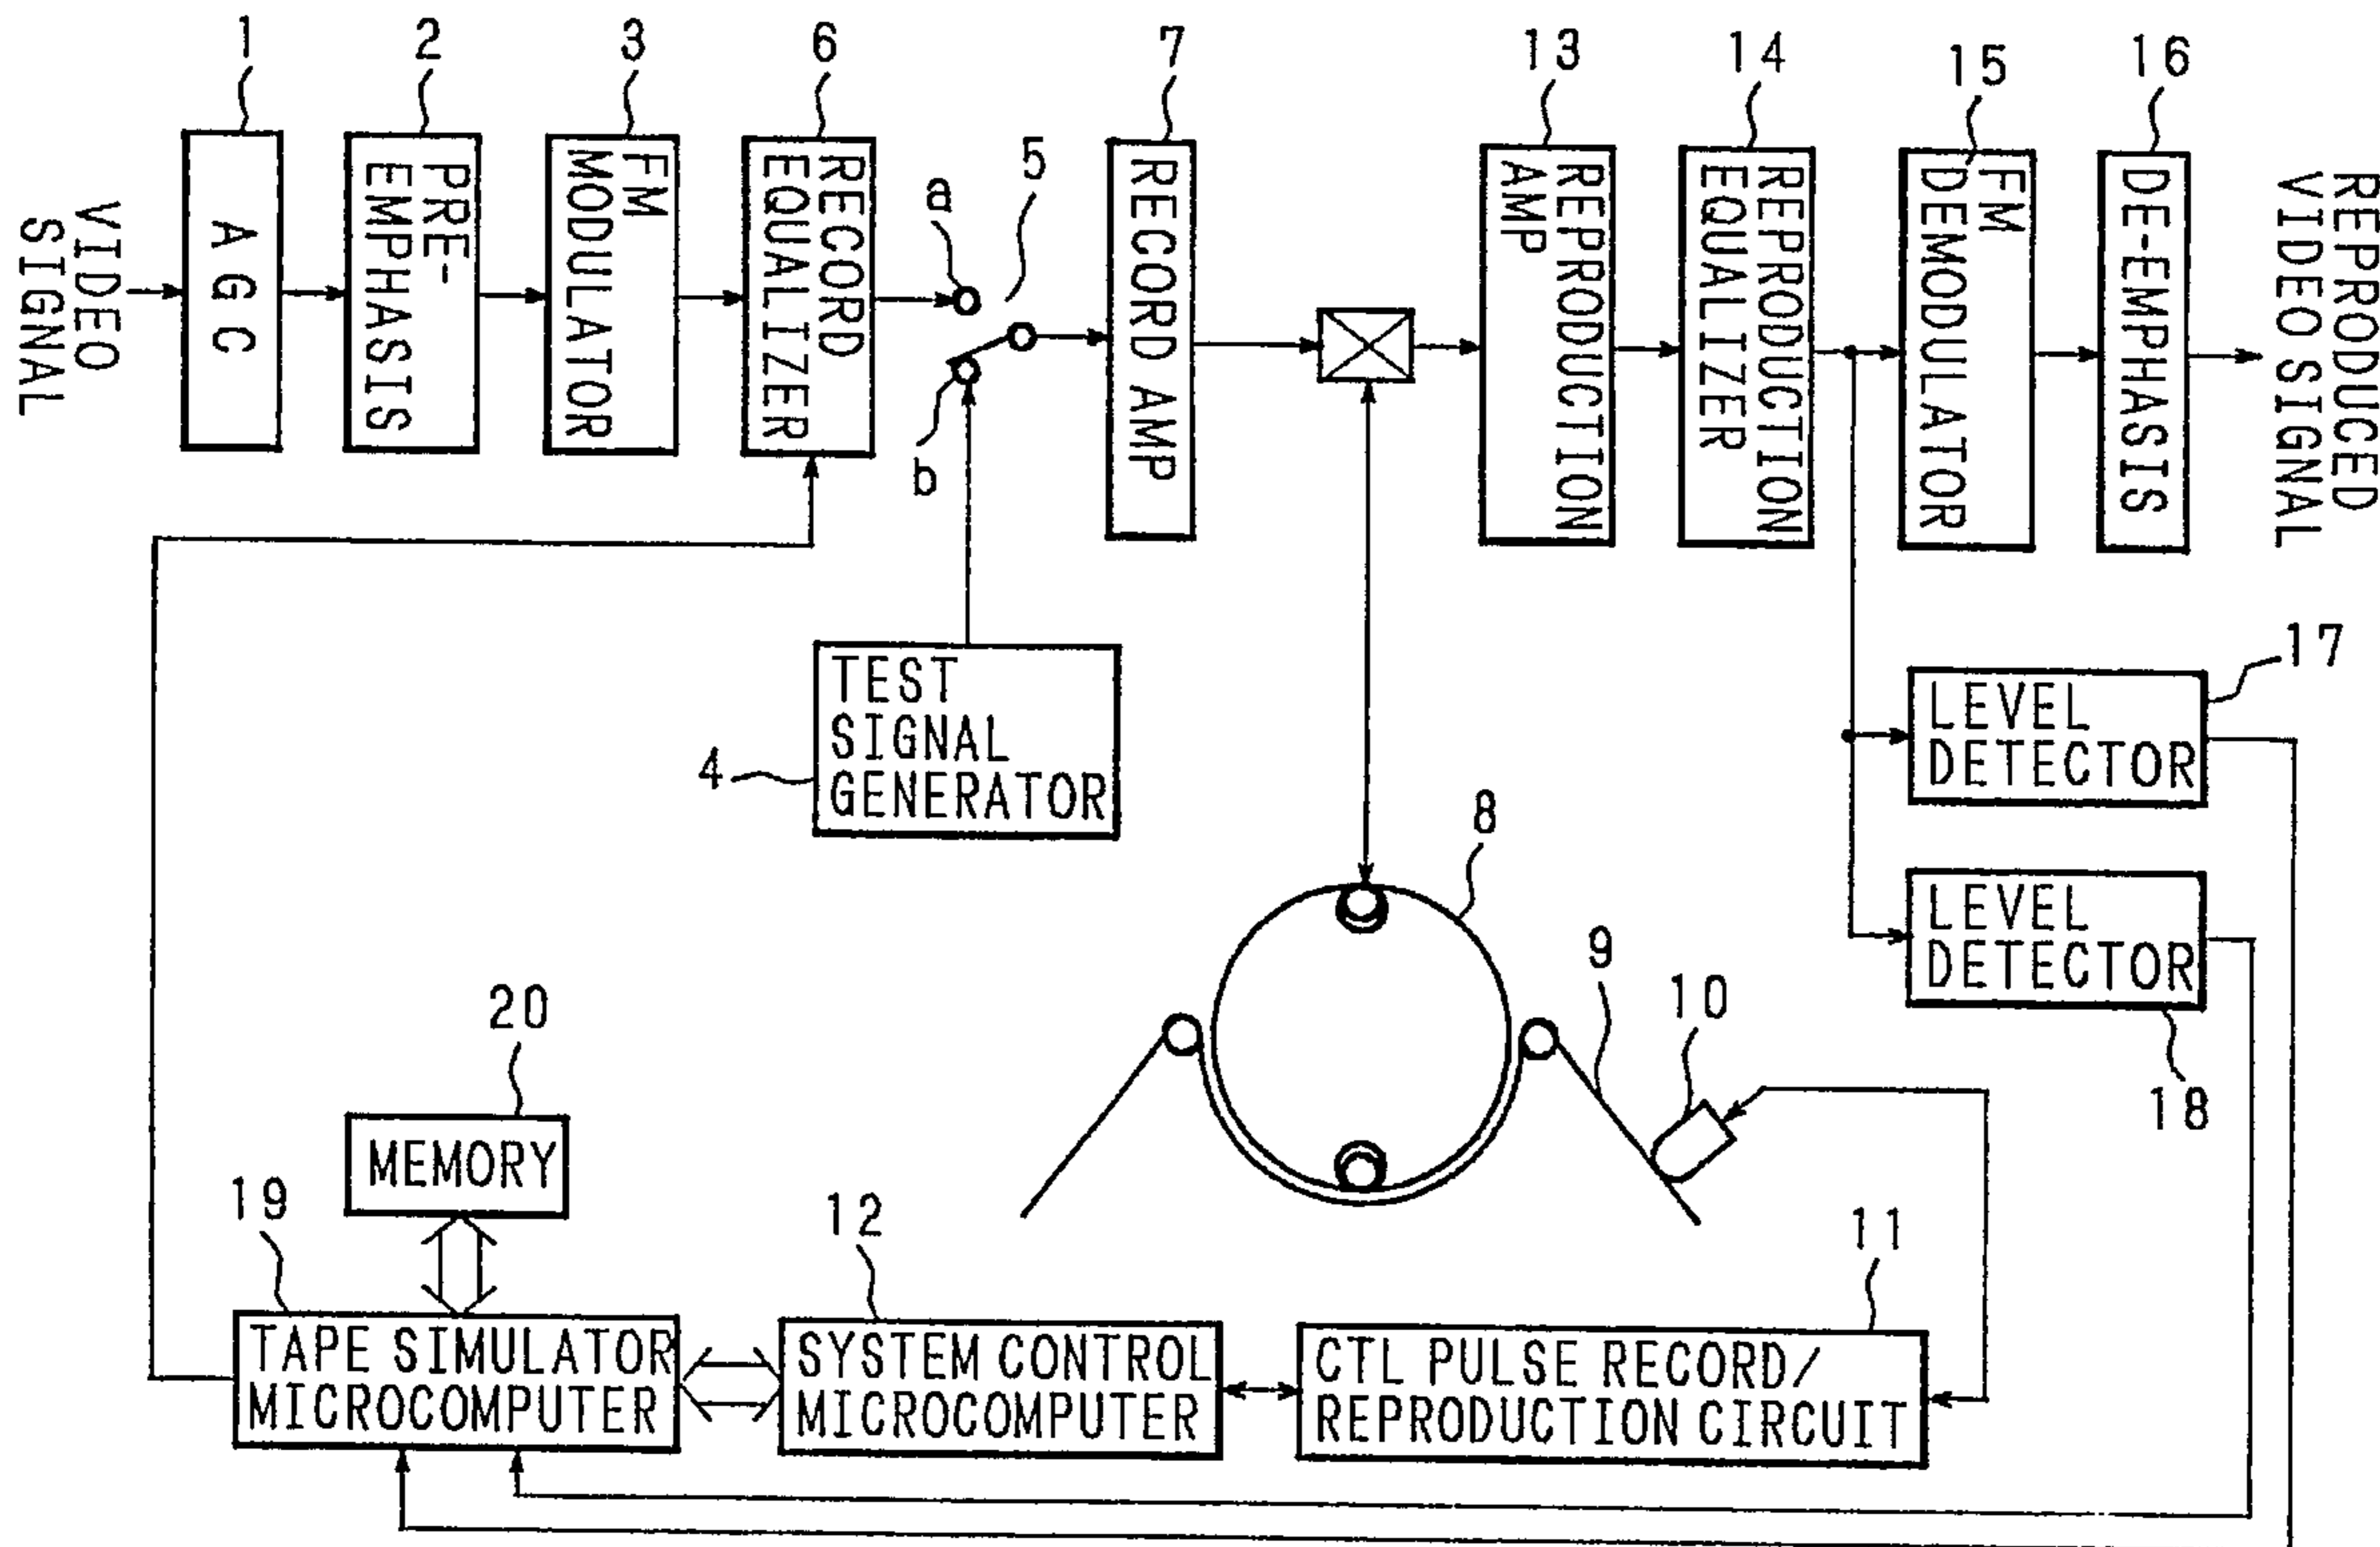 1
2
3
6
7
13
14
15
16
5
a
b
VIDEO
SIGNAL
AGC
PRE-
EMPHASIS
FM
MODULATOR
RECORD
EQUALIZER
RECORD AMP
REPRODUCTION
AMP
REPRODUCTION
EQUALIZER
FM
DEMODULATOR
DE-EMPHASIS
REPRODUCED
VIDEO SIGNAL
TEST
SIGNAL
GENERATOR
4
LEVEL
DETECTOR
17
8
LEVEL
DETECTOR
18
9
10
20
MEMORY
19
12
11
TAPE SIMULATOR
MICROCOMPUTER
SYSTEM CONTROL
MICROCOMPUTER
CTL PULSE RECORD/
REPRODUCTION CIRCUIT